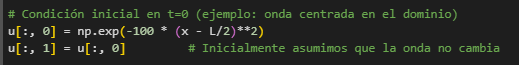 # Condición inicial en t=0 (ejemplo: onda centrada en el dominio)
u[:, 0] = np.exp(-100 * (x - L/2)**2)
u[:, 1] = u[:, 0]          # Inicialmente asumimos que la onda no cambia